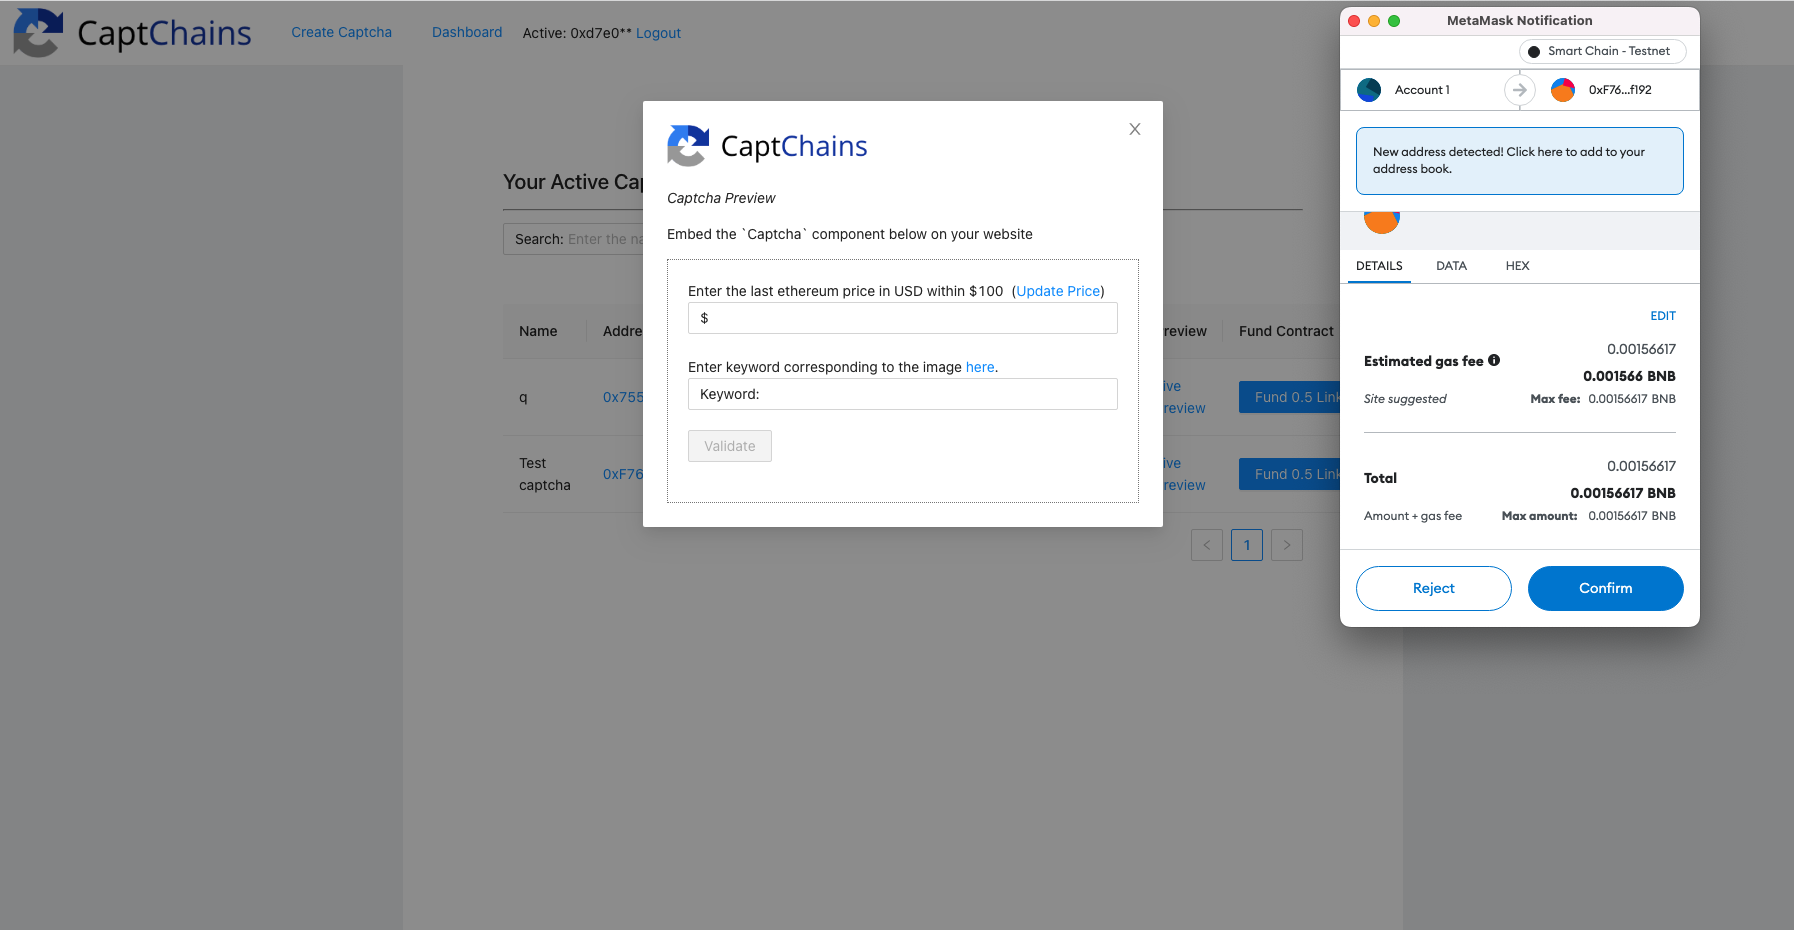 CaptChains
Create Captcha
Dashboard
Active: 0xd7e0** Logout
Your Active Cap
Search: Enter the na
Name
Addre
review
Fund Contract
q
0x755
ive
review
Fund 0.5 Link
Test
captcha
0xF76
ive
review
Fund 0.5 Link
< 1 >
CaptChains
X
Captcha Preview
Embed the `Captcha` component below on your website
Enter the last ethereum price in USD within $100 (Update Price)
$
Enter keyword corresponding to the image here.
Keyword:
Validate
MetaMask Notification
Smart Chain - Testnet
Account 1
0xF76...f192
New address detected! Click here to add to your
address book.
DETAILS
DATA
HEX
EDIT
0.00156617
Estimated gas fee
0.001566 BNB
Site suggested
Max fee: 0.00156617 BNB
0.00156617
Total
0.00156617 BNB
Amount + gas fee
Max amount: 0.00156617 BNB
Reject
Confirm